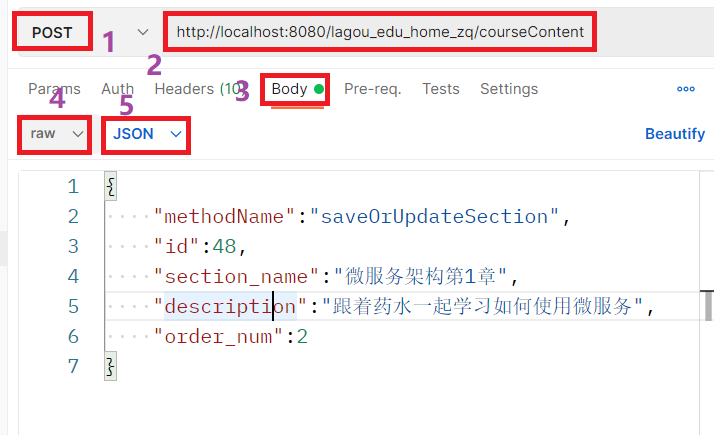 POST
1
http://localhost:8080/lagou_edu_home_zq/courseContent
2
Params Auth Headers (10) 3 Body Pre-req. Tests Settings
4 5
raw JSON Beautify
1 {
2 "methodName":"saveOrUpdateSection",
3 "id":48,
4 "section_name":"微服务架构第1章",
5 "description":"跟着药水一起学习如何使用微服务",
6 "order_num":2
7 }